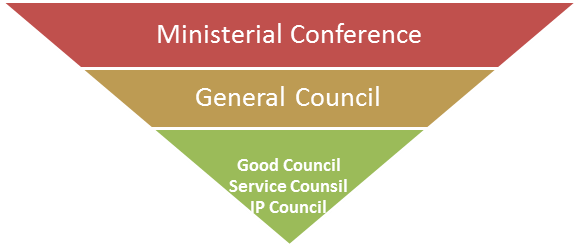 Ministerial Conference
General Council
Good Council
Service Counsil
IP Council